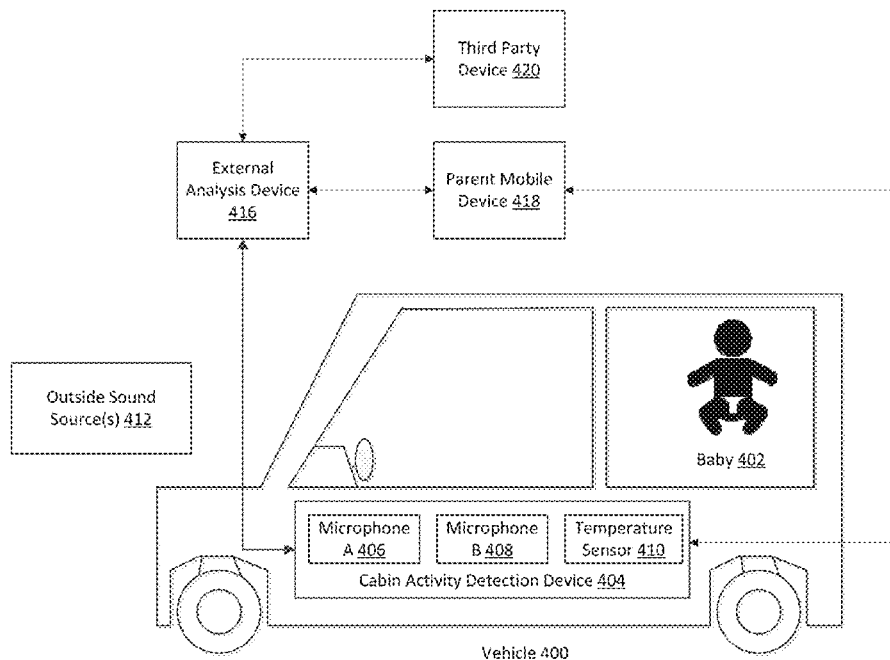 Third Party
Device 420
External
Analysis Device
416
Parent Mobile
Device 418
Outside Sound
Source(s) 412
Baby 402
Microphone
A 406
Microphone
B 408
Temperature
Sensor 410
Cabin Activity Detection Device 404
Vehicle 400